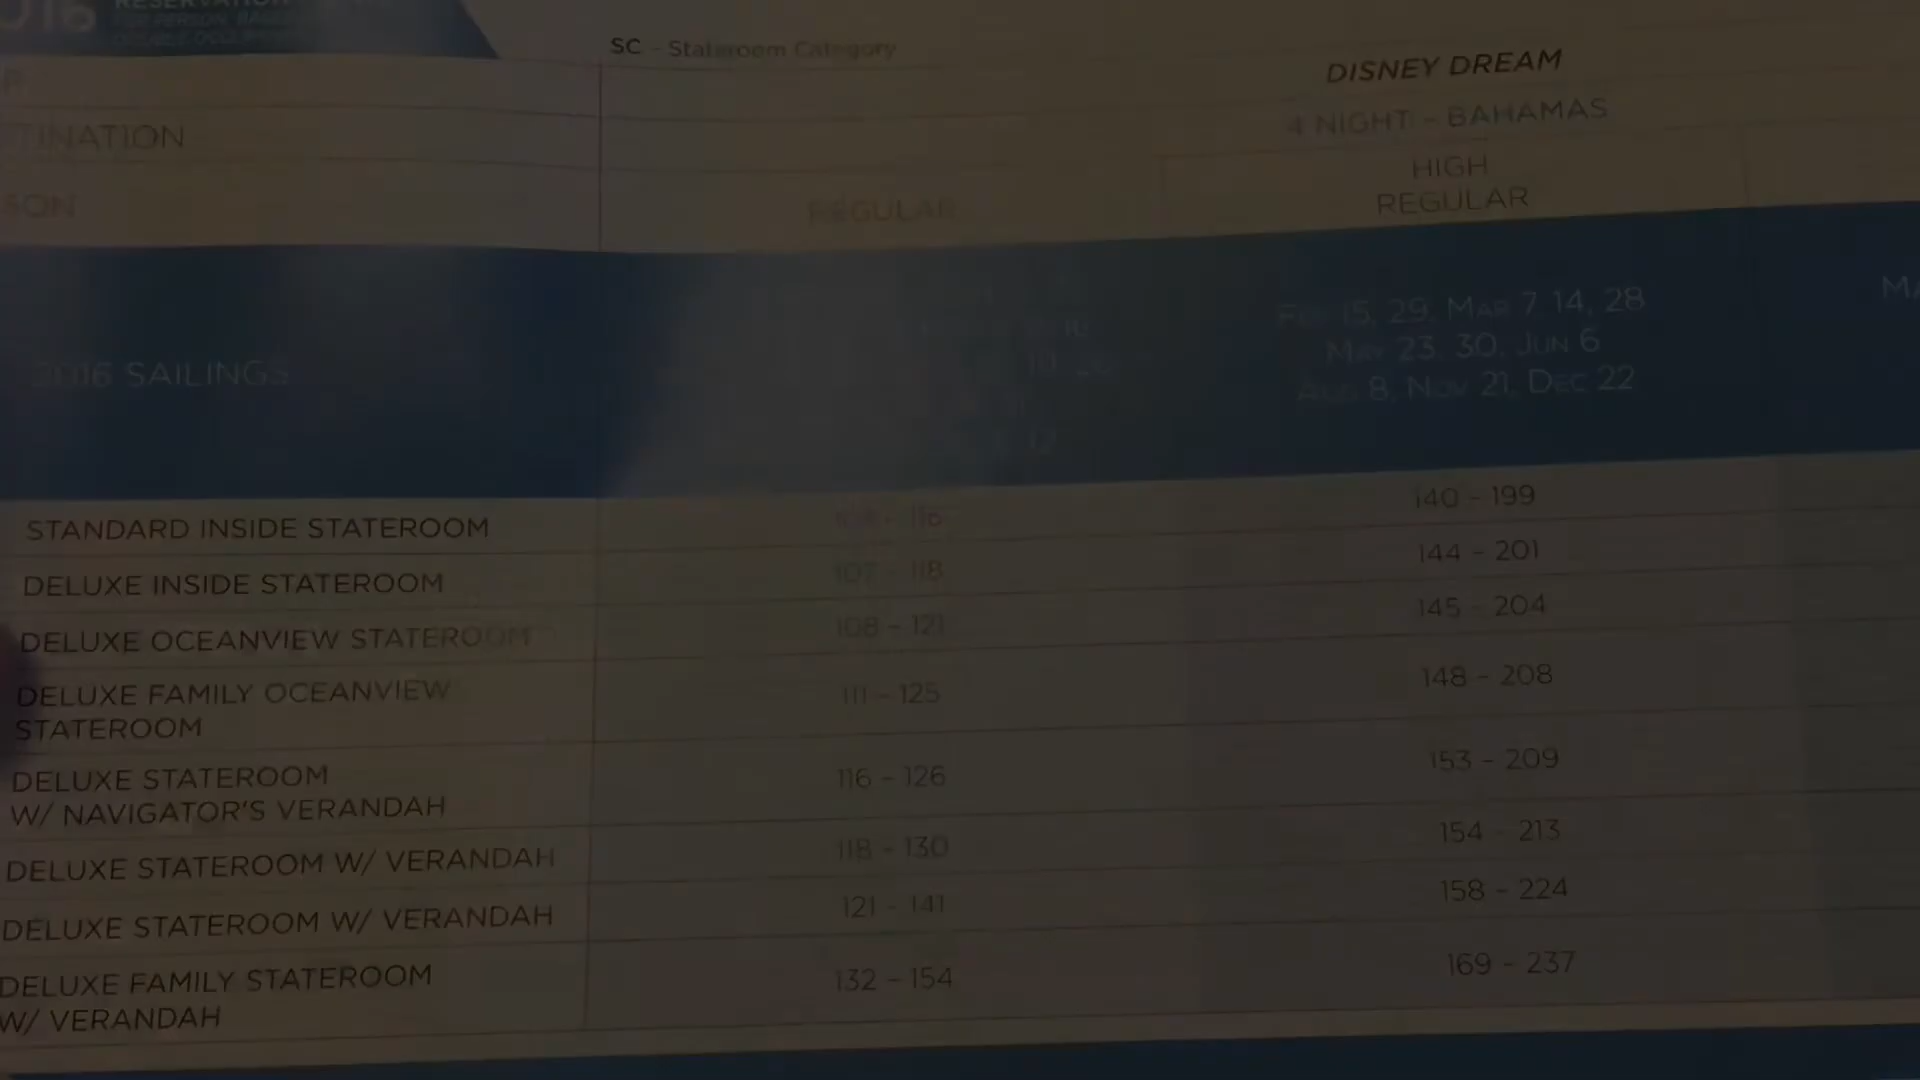 SC - Stateroom Category
DISNEY DREAM
4 NIGHT - BAHAMAS
REGULAR
HIGH
REGULAR
2016 SAILINGS
FEB 15, 29, MAR 7 14, 28
MAY 23, 30, JUN 6
AUG 8, NOV 21, DEC 22
STANDARD INSIDE STATEROOM
140 - 199
DELUXE INSIDE STATEROOM
107 - 118
144 - 201
DELUXE OCEANVIEW STATEROOM
108 - 121
145 - 204
DELUXE FAMILY OCEANVIEW
STATEROOM
111 - 125
148 - 208
DELUXE STATEROOM
W/ NAVIGATOR'S VERANDAH
116 - 126
153 - 209
DELUXE STATEROOM W/ VERANDAH
118 - 130
154 - 213
DELUXE STATEROOM W/ VERANDAH
121 - 141
158 - 224
DELUXE FAMILY STATEROOM
W/ VERANDAH
132 - 154
169 - 237